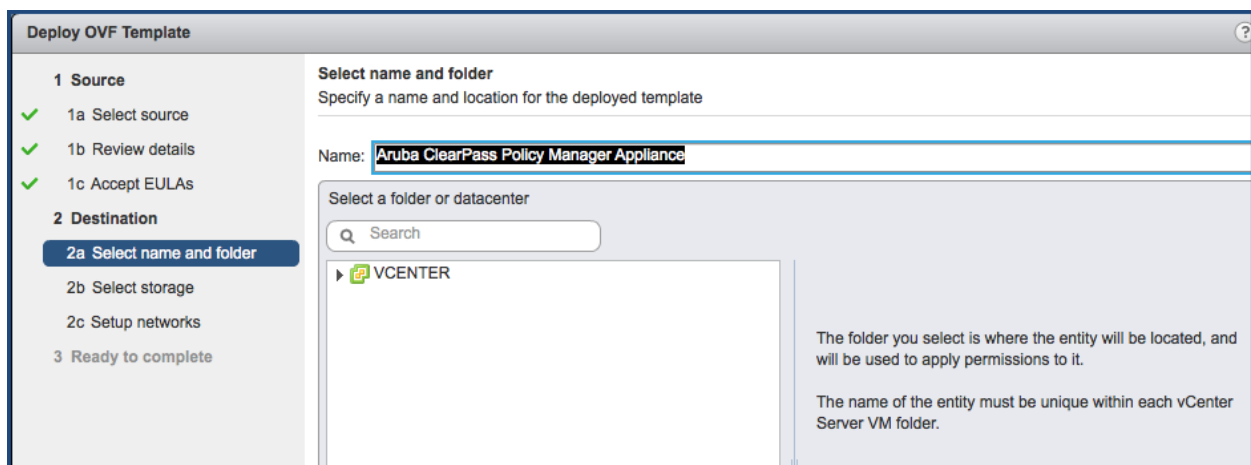 Deploy OVF Template
?
1 Source
1a Select source
1b Review details
1c Accept EULAs
2 Destination
2a Select name and folder
2b Select storage
2c Setup networks
3 Ready to complete
Select name and folder
Specify a name and location for the deployed template
Name: Aruba ClearPass Policy Manager Appliance
Select a folder or datacenter
Search
VCENTER
The folder you select is where the entity will be located, and
will be used to apply permissions to it.
The name of the entity must be unique within each vCenter
Server VM folder.